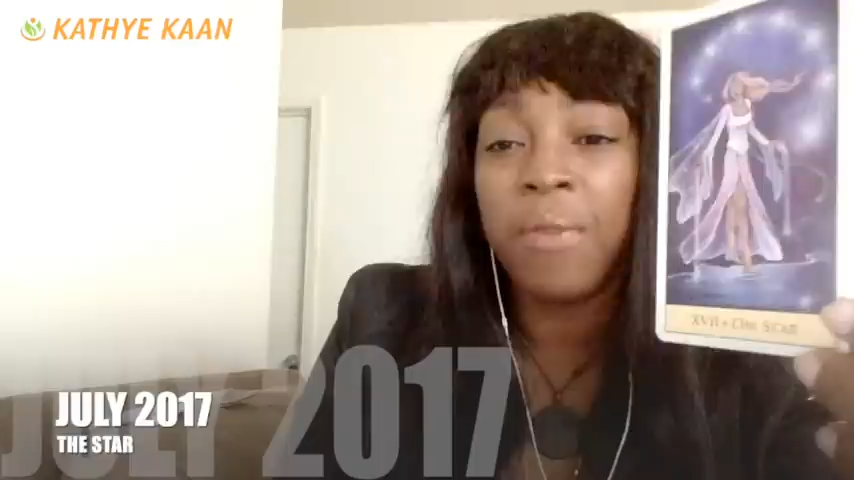 KATHYE KAAN
XVII • THE STAR
JULY 2017
THE STAR
JULY 2017